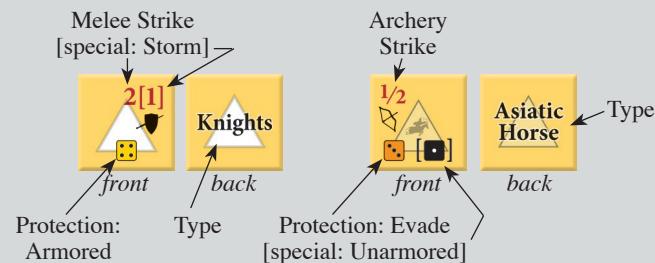 Melee Strike
[special: Storm]
2[1]
Knights
front
back
Protection:
Armored
Type
Archery
Strike
1/2
[ ]
Asiatic
Horse
Type
front
back
Protection: Evade
[special: Unarmored]